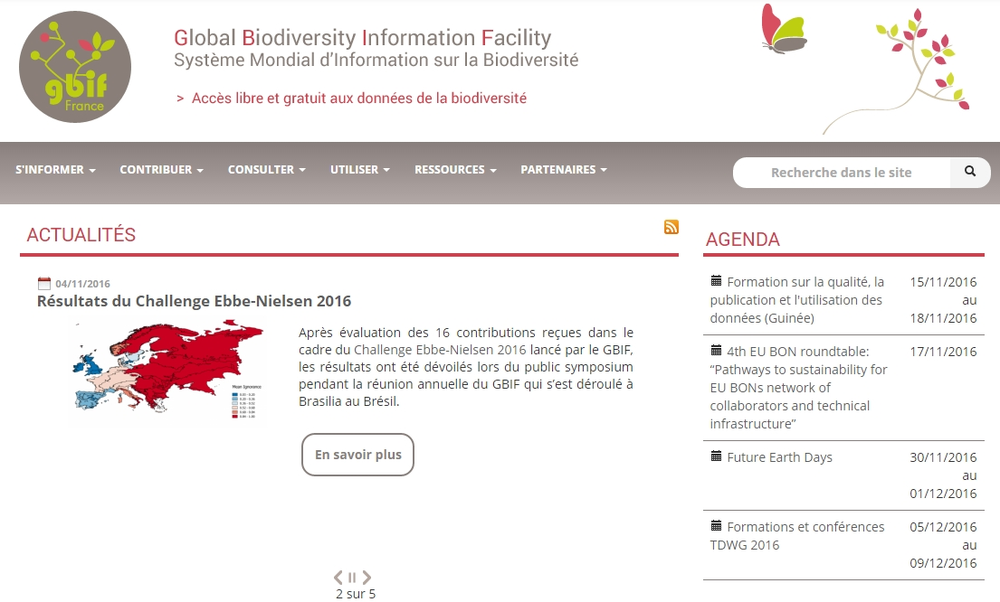 gbif
France
Global Biodiversity Information Facility
Système Mondial d'Information sur la Biodiversité
> Accès libre et gratuit aux données de la biodiversité
S'INFORMER
CONTRIBUER
CONSULTER
UTILISER
RESSOURCES
PARTENAIRES
Recherche dans le site
ACTUALITÉS
04/11/2016
Résultats du Challenge Ebbe-Nielsen 2016
Mean Ignorance
Après évaluation des 16 contributions reçues dans le
cadre du Challenge Ebbe-Nielsen 2016 lancé par le GBIF,
les résultats ont été dévoilés lors du public symposium
pendant la réunion annuelle du GBIF qui s'est déroulé à
Brasilia au Brésil.
En savoir plus
2 sur 5
AGENDA
Formation sur la qualité, la 15/11/2016
publication et l'utilisation des au
données (Guinée) 18/11/2016
4th EU BON roundtable: 17/11/2016
“Pathways to sustainability for
EU BONs network of
collaborators and technical
infrastructure”
Future Earth Days 30/11/2016
au
01/12/2016
Formations et conférences 05/12/2016
TDWG 2016 au
09/12/2016